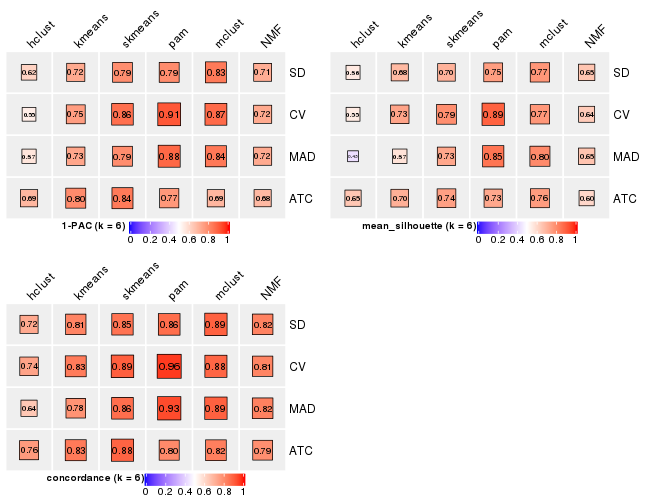 hclust kmeans skmeans pam mclust NMF
0.62 0.72 0.79 0.79 0.83 0.71 SD
0.55 0.75 0.86 0.91 0.87 0.72 CV
0.57 0.73 0.79 0.88 0.84 0.72 MAD
0.69 0.80 0.84 0.77 0.69 0.68 ATC
1-PAC (k = 6)
0 0.2 0.4 0.6 0.8 1
hclust kmeans skmeans pam mclust NMF
0.56 0.68 0.70 0.75 0.77 0.65 SD
0.55 0.73 0.79 0.89 0.77 0.64 CV
0.57 0.73 0.85 0.80 0.65 MAD
0.65 0.70 0.74 0.73 0.76 0.60 ATC
mean_silhouette (k = 6)
0 0.2 0.4 0.6 0.8 1
hclust kmeans skmeans pam mclust NMF
0.72 0.81 0.85 0.86 0.89 0.82 SD
0.74 0.83 0.89 0.96 0.88 0.81 CV
0.64 0.78 0.86 0.93 0.89 0.82 MAD
0.76 0.83 0.88 0.80 0.82 0.79 ATC
concordance (k = 6)
0 0.2 0.4 0.6 0.8 1